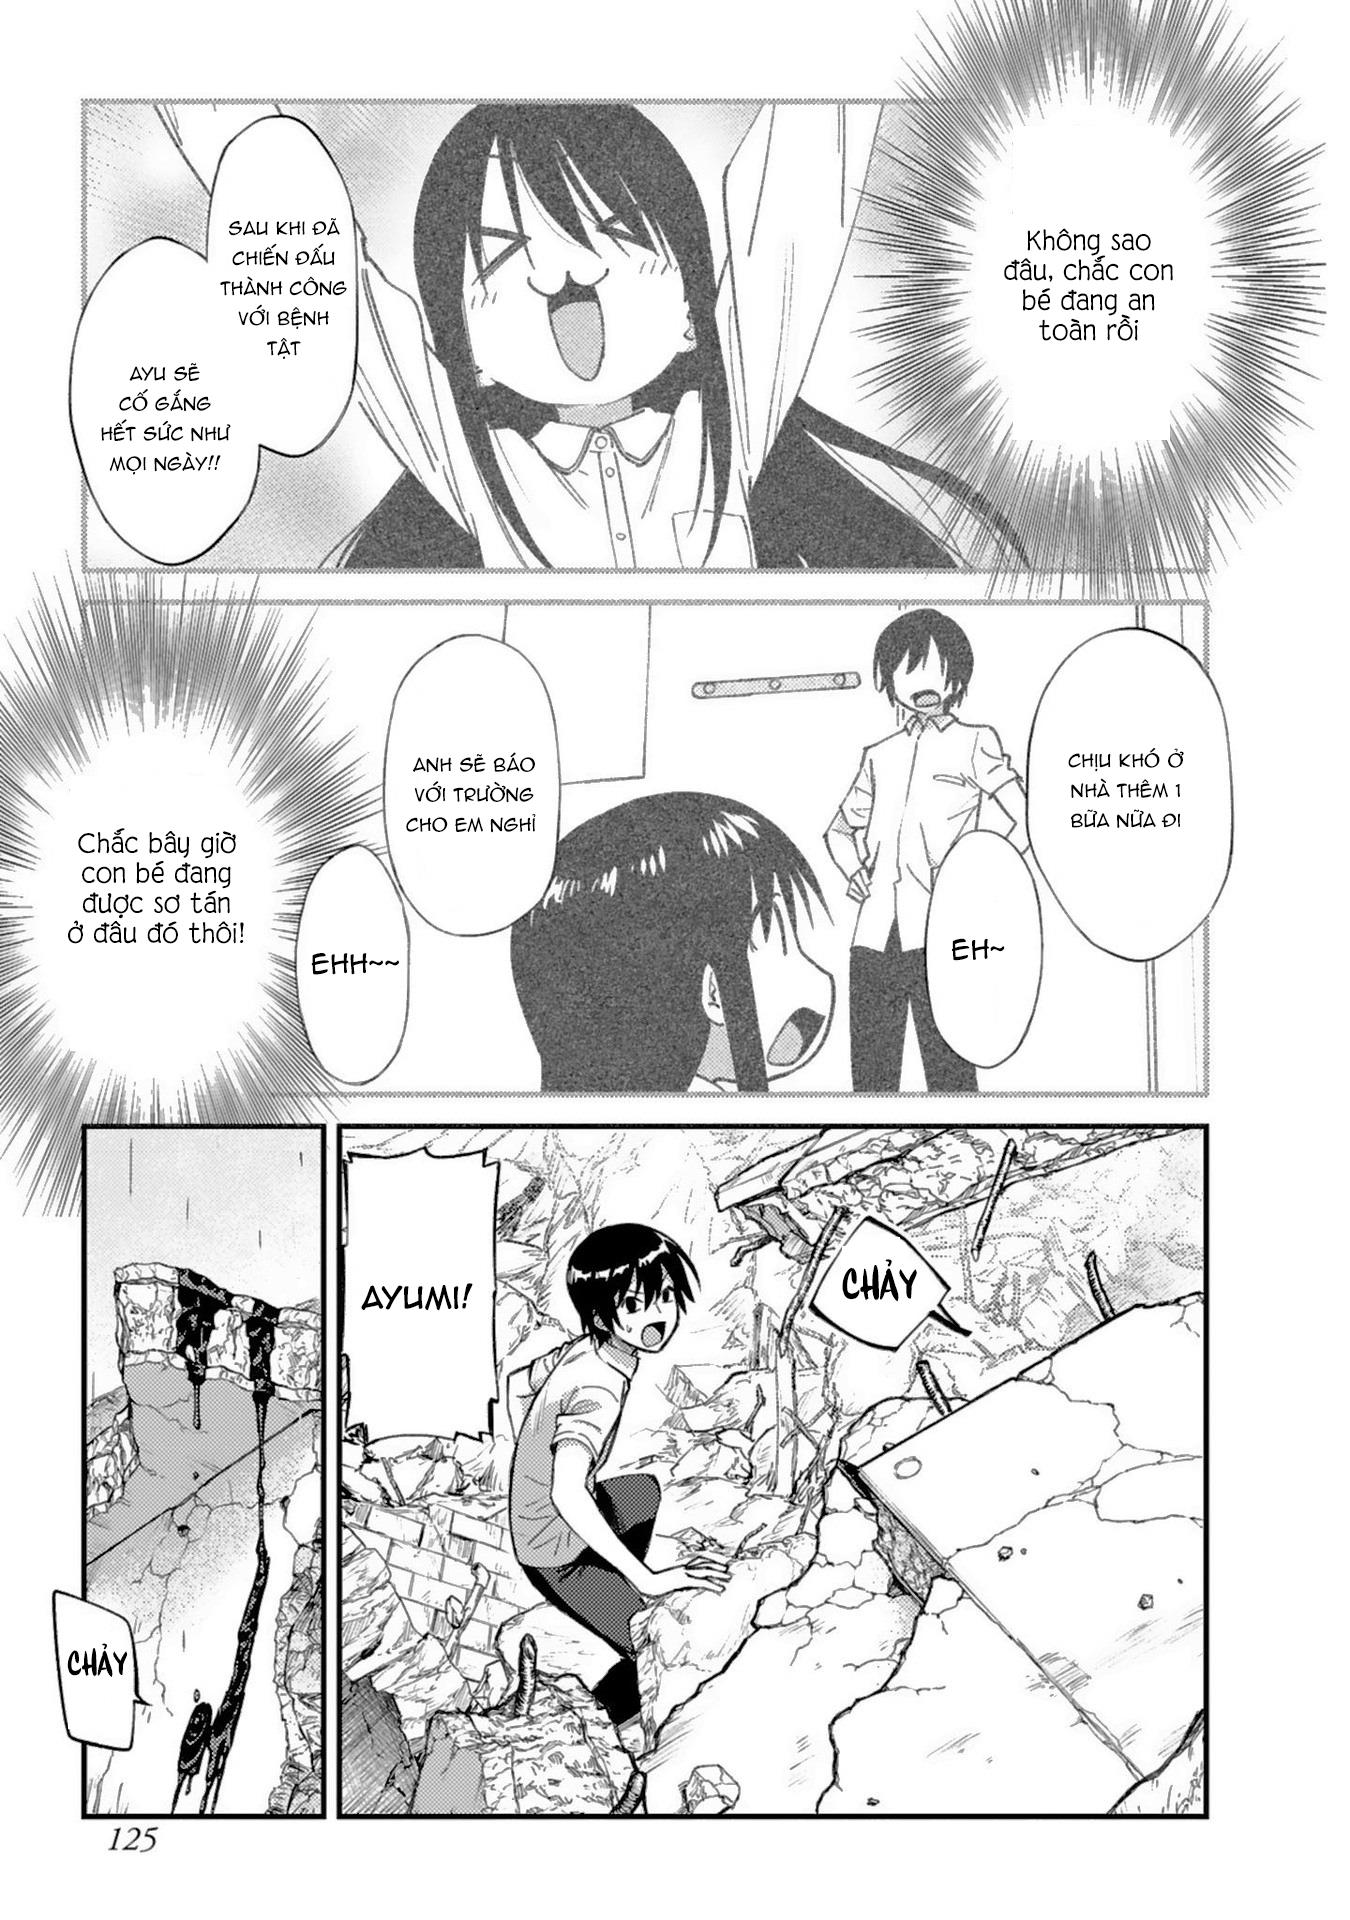 Không sao
đâu, chắc con
bé đang an
toàn rồi
SAU KHI ĐÃ
CHIẾN ĐẤU
THÀNH CÔNG
VỚI BỆNH
TẬT
AYU SẼ
CỐ GẮNG
HẾT SỨC NHƯ
MỌI NGÀY!!
CHỊU KHÓ Ở
NHÀ THÊM 1
BỮA NỮA ĐI
EH~
ANH SẼ BÁO
VỚI TRƯỜNG
CHO EM NGHỈ
EHH~~
Chắc bây giờ
con bé đang
được sơ tán
ở đâu đó thôi!
CHẢY
AYUMI!
CHẢY
125